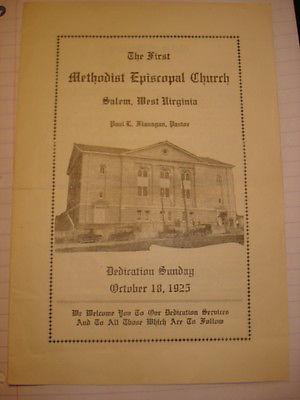 The First
Methodist Episcopal Church
Salem, West Virginia
Paul L. Flanagan, Pastor
Dedication Sunday
October 18, 1925
We Welcome You To Our Dedication Services
And To All Those Which Are To Follow